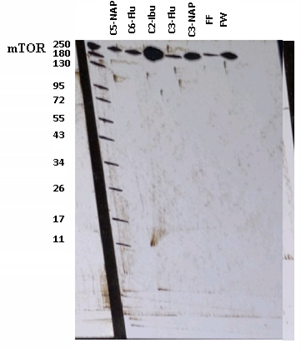 C5-NAP
C6-Flu
C2-Ibu
C3-Flu
C3-NAP
FF
FW
mTOR
250
180
130
95
72
55
43
34
26
17
11